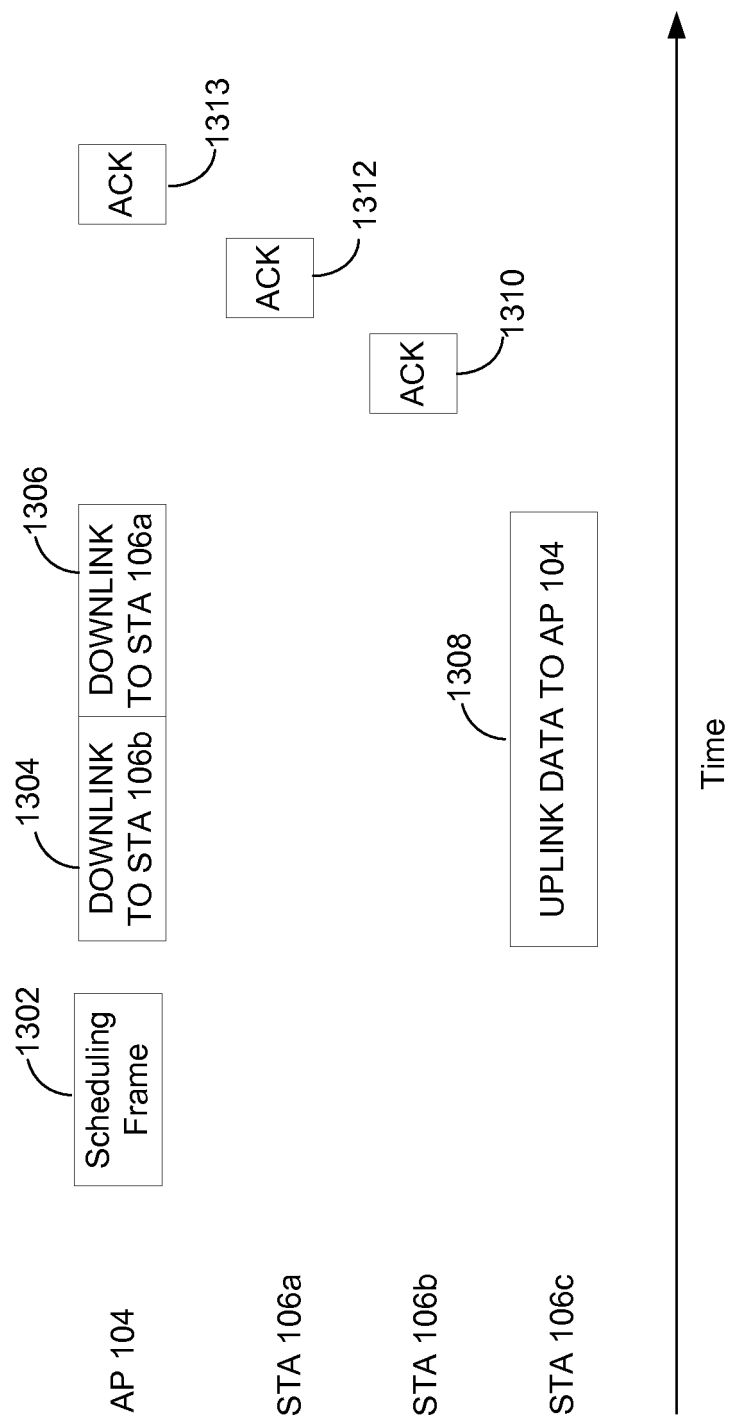 AP 104
1302
Scheduling
Frame
1304
DOWNLINK
TO STA 106b
1306
DOWNLINK
TO STA 106a
ACK
1313
STA 106a
ACK
1312
STA 106b
ACK
1310
STA 106c
1308
UPLINK DATA TO AP 104
Time